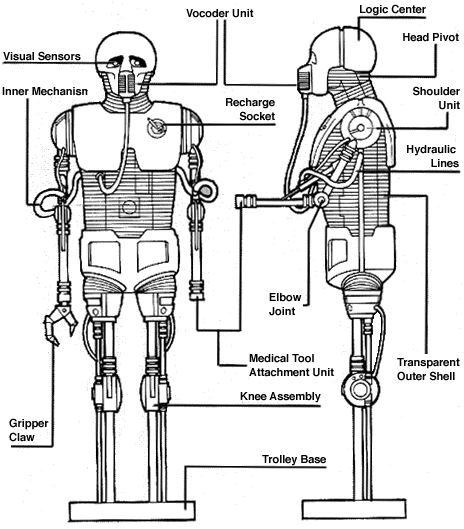 Vocoder Unit
Logic Center
Visual Sensors
Head Pivot
Inner Mechanisn
Recharge
Socket
Shoulder
Unit
Hydraulic
Lines
Elbow
Joint
Medical Tool
Attachment Unit
Transparent
Outer Shell
Knee Assembly
Gripper
Claw
Trolley Base